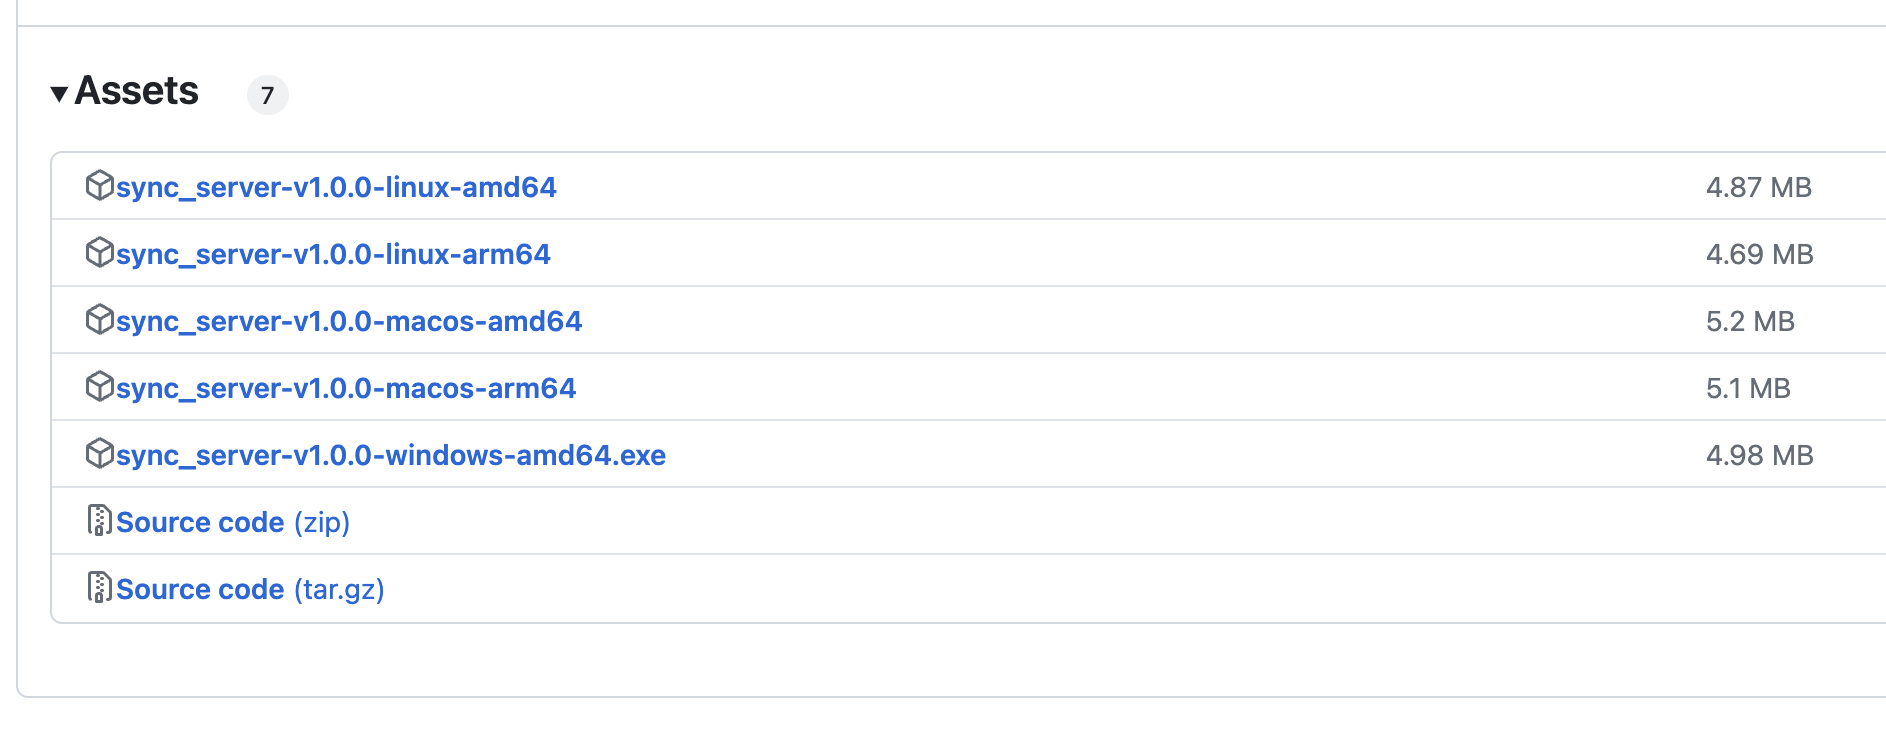 Assets 7
sync_server-v1.0.0-linux-amd64 4.87 MB
sync_server-v1.0.0-linux-arm64 4.69 MB
sync_server-v1.0.0-macos-amd64 5.2 MB
sync_server-v1.0.0-macos-arm64 5.1 MB
sync_server-v1.0.0-windows-amd64.exe 4.98 MB
Source code (zip)
Source code (tar.gz)